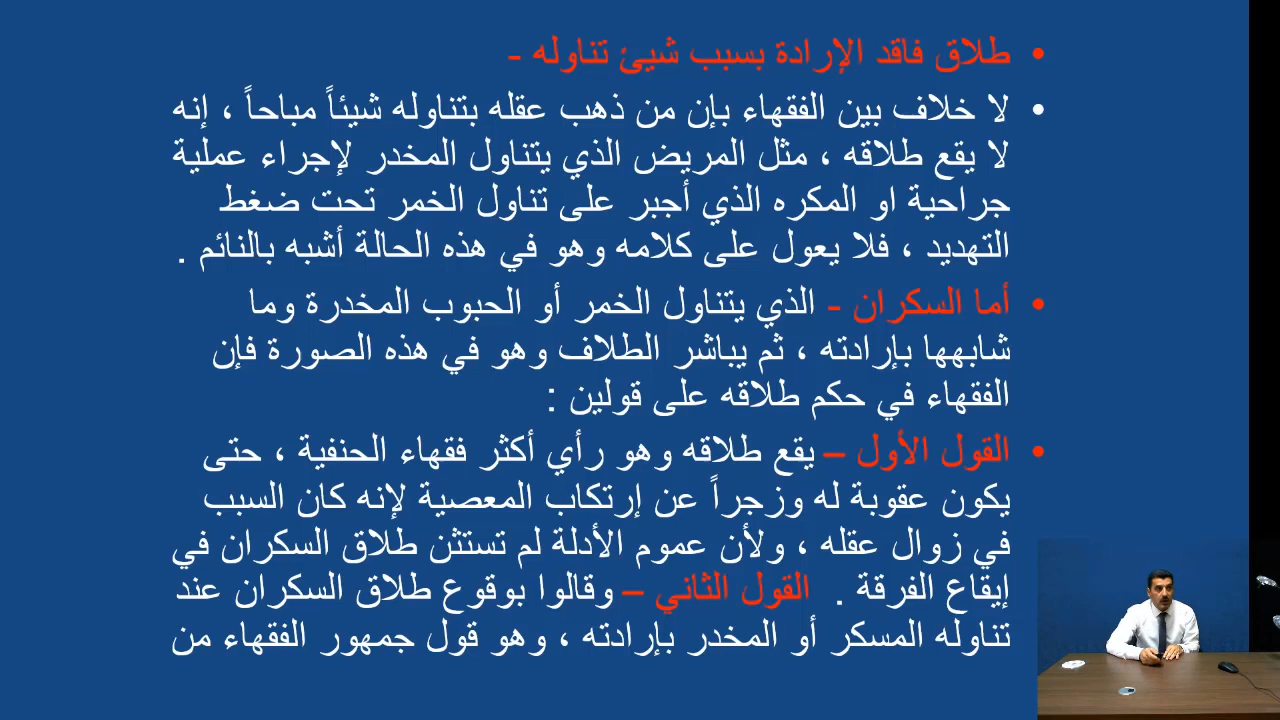 • طلاق فاقد الإرادة بسبب شيئ تناوله -
• لا خلاف بين الفقهاء بإن من ذهب عقله بتناوله شيئاً مباحاً ، إنه
لا يقع طلاقه ، مثل المريض الذي يتناول المخدر لإجراء عملية
جراحية او المكره الذي أجبر على تناول الخمر تحت ضغط
التهديد ، فلا يعول على كلامه وهو في هذه الحالة أشبه بالنائم .
• أما السكران - الذي يتناول الخمر أو الحبوب المخدرة وما
شابهها بإرادته ، ثم يباشر الطلاف وهو في هذه الصورة فإن
الفقهاء في حكم طلاقه على قولين :
• القول الأول – يقع طلاقه وهو رأي أكثر فقهاء الحنفية ، حتى
يكون عقوبة له وزجراً عن إرتكاب المعصية لإنه كان السبب
في زوال عقله ، ولأن عموم الأدلة لم تستثن طلاق السكران في
إيقاع الفرقة . القول الثاني – وقالوا بوقوع طلاق السكران عند
تناوله المسكر أو المخدر بإرادته ، وهو قول جمهور الفقهاء من